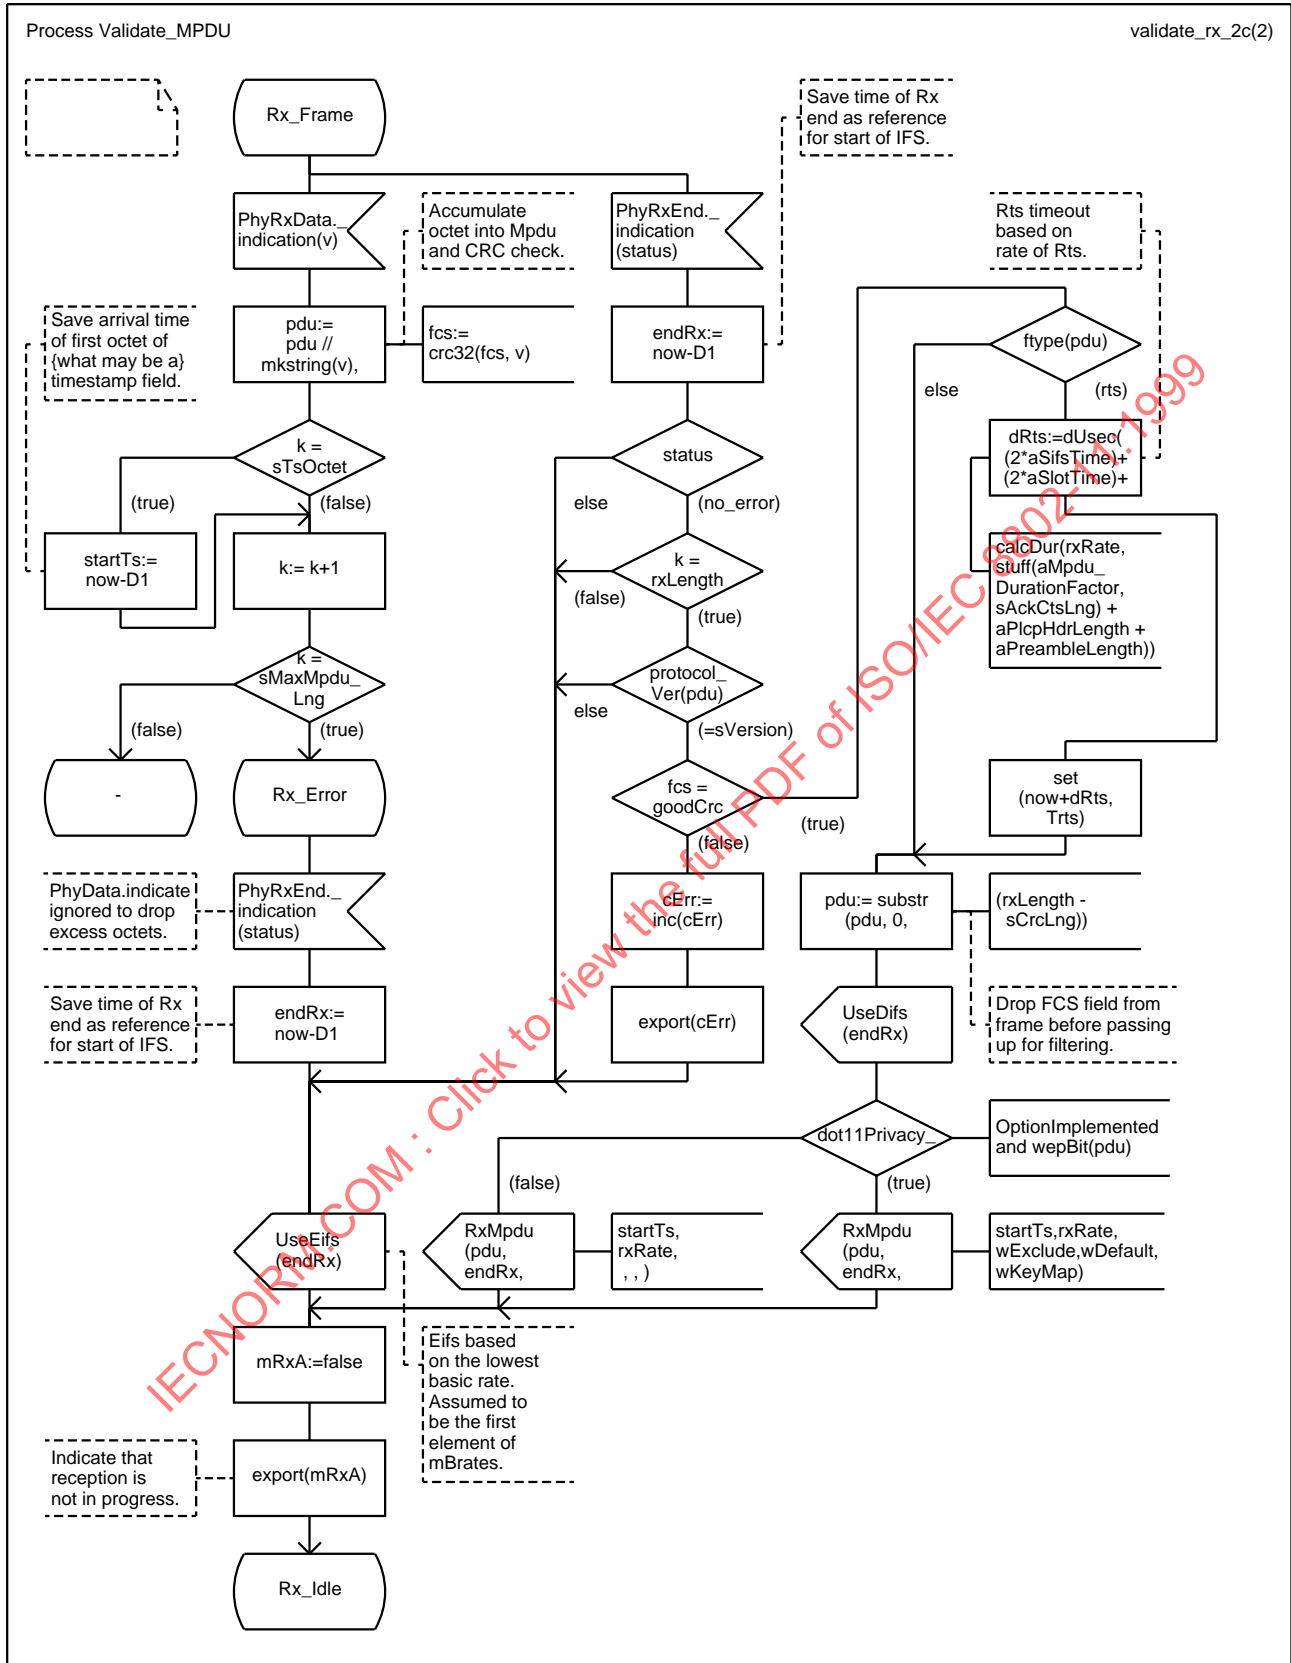 Process Validate_MPDU
validate_rx_2c(2)
Rx_Frame
Save time of Rx
end as reference
for start of IFS.
PhyRxData._
indication(v)
Accumulate
octet into Mpdu
and CRC check.
PhyRxEnd._
indication
(status)
Rts timeout
based on
rate of Rts.
Save arrival time
of first octet of
{what may be a}
timestamp field.
pdu:=
pdu //
mkstring(v),
fcs:=
crc32(fcs, v)
endRx:=
now-D1
ftype(pdu)
else
(rts)
k =
sTsOctet
(true)
(false)
status
else
(no_error)
dRts:=dUsec(
(2*aSifsTime)+
(2*aSlotTime)+
startTs:=
now-D1
k:= k+1
k =
rxLength
(false)
(true)
calcDur(rxRate,
stuff(aMpdu_
DurationFactor,
sAckCtsLng) +
aPlcpHdrLength +
aPreambleLength))
k =
sMaxMpdu_
Lng
(false)
(true)
protocol_
Ver(pdu)
else
(=sVersion)
-
Rx_Error
fcs =
goodCrc
(true)
(false)
set
(now+dRts,
Trts)
PhyData.indicate
ignored to drop
excess octets.
PhyRxEnd._
indication
(status)
cErr:=
inc(cErr)
pdu:= substr
(pdu, 0,
(rxLength -
sCrcLng))
Save time of Rx
end as reference
for start of IFS.
endRx:=
now-D1
export(cErr)
UseDifs
(endRx)
Drop FCS field from
frame before passing
up for filtering.
dot11Privacy_
OptionImplemented
and wepBit(pdu)
(false)
(true)
UseEifs
(endRx)
RxMpdu
(pdu,
endRx,
startTs,
rxRate,
, , )
RxMpdu
(pdu,
endRx,
startTs,rxRate,
wExclude,wDefault,
wKeyMap)
mRxA:=false
Eifs based
on the lowest
basic rate.
Assumed to
be the first
element of
mBrates.
Indicate that
reception is
not in progress.
export(mRxA)
Rx_Idle
IECNORM.COM : Click to view the full PDF of ISO/IEC 8802-11:1999